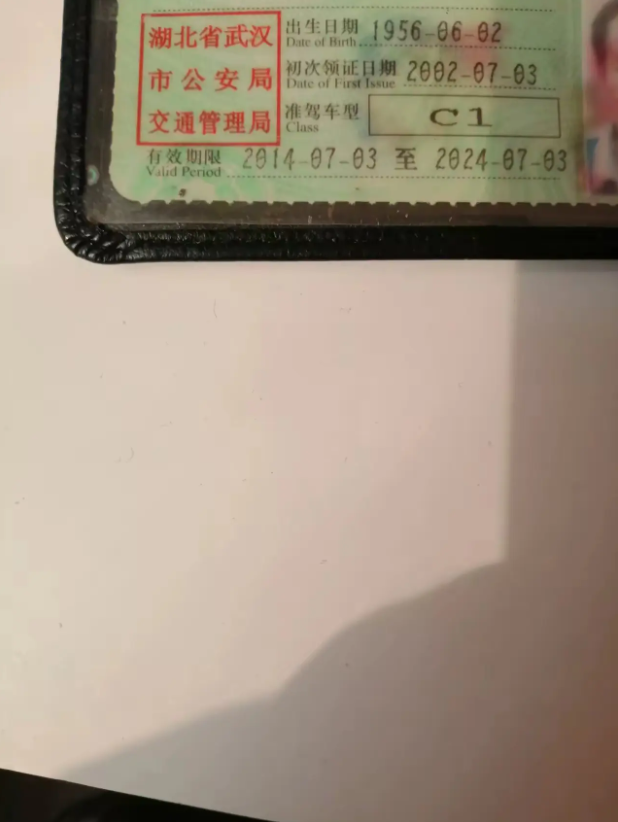 湖北省武汉
市公安局
交通管理局
出生日期 1956-06-02
Date of Birth
初次领证日期 2002-07-03
Date of First Issue
准驾车型 C1
Class
有效期限 2014-07-03 至 2024-07-03
Valid Period